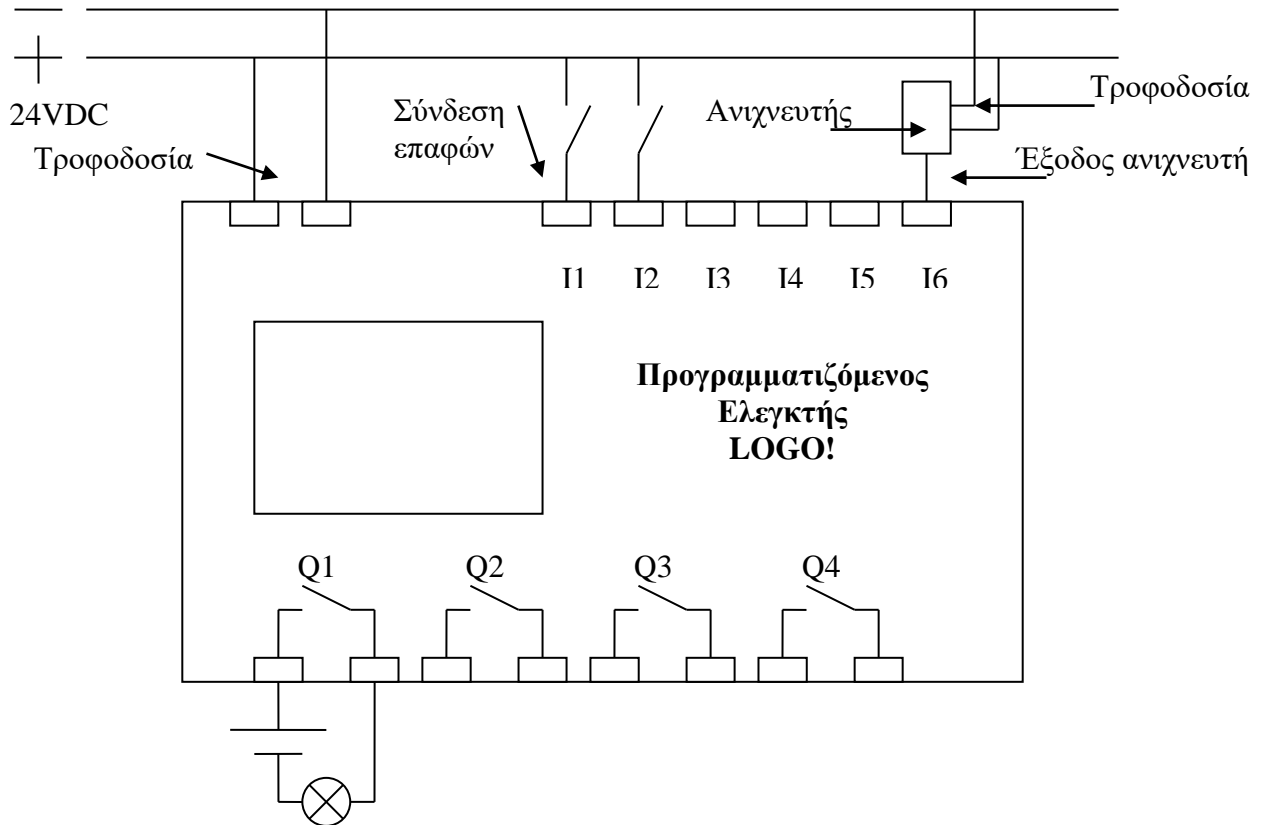 24VDC
Τροφοδοσία
Σύνδεση
επαφών
Ανιχνευτής
Τροφοδοσία
Έξοδος ανιχνευτή
I1 I2 I3 I4 I5 I6
Προγραμματιζόμενος
Ελεγκτής
LOGO!
Q1 Q2 Q3 Q4